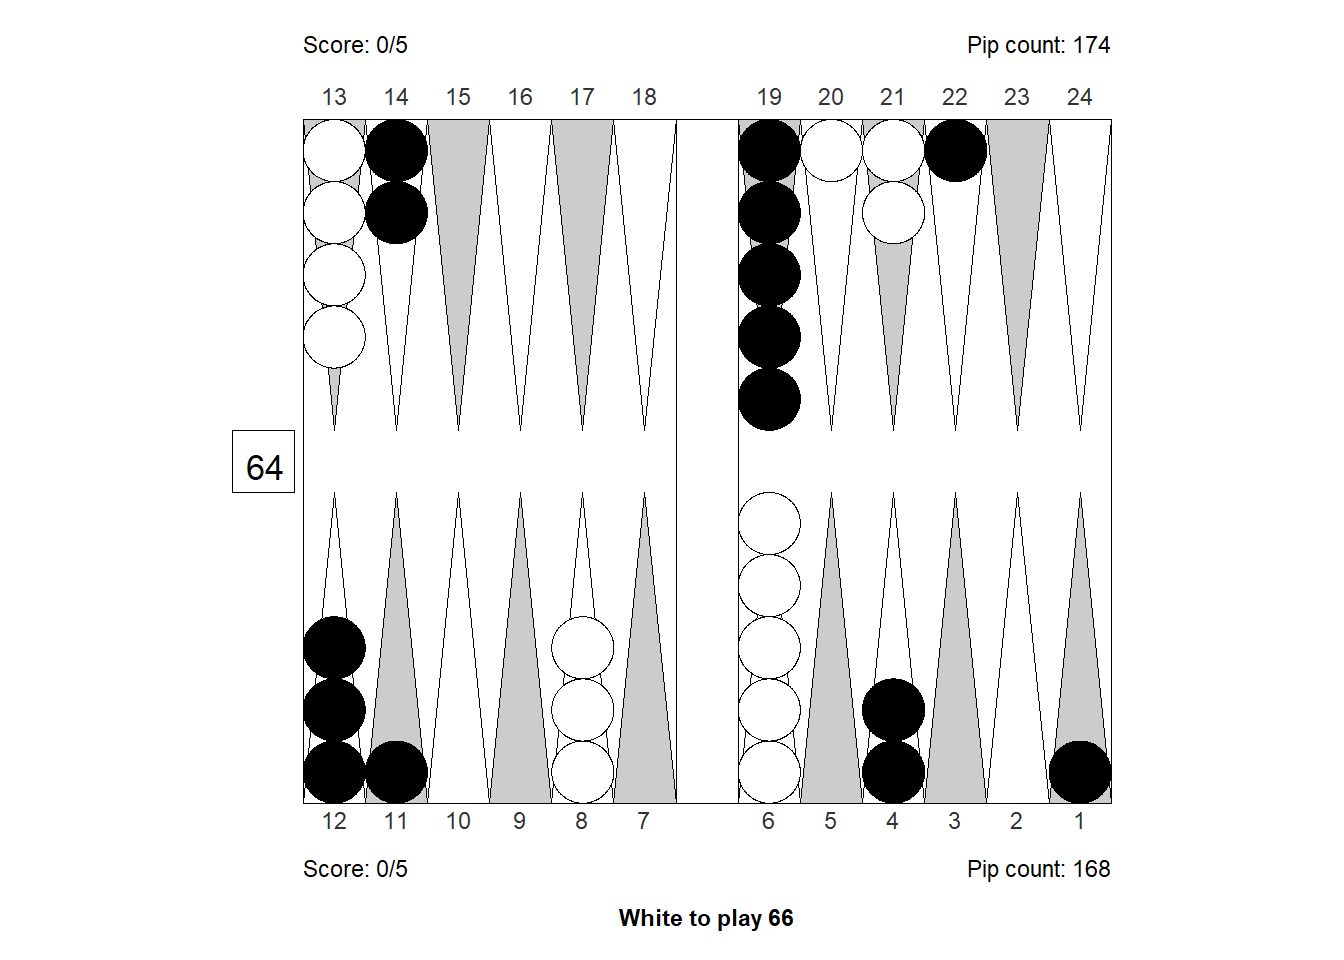 Score: 0/5 Pip count: 174
13 14 15 16 17 18 19 20 21 22 23 24
64
12 11 10 9 8 7 6 5 4 3 2 1
Score: 0/5 Pip count: 168
White to play 66